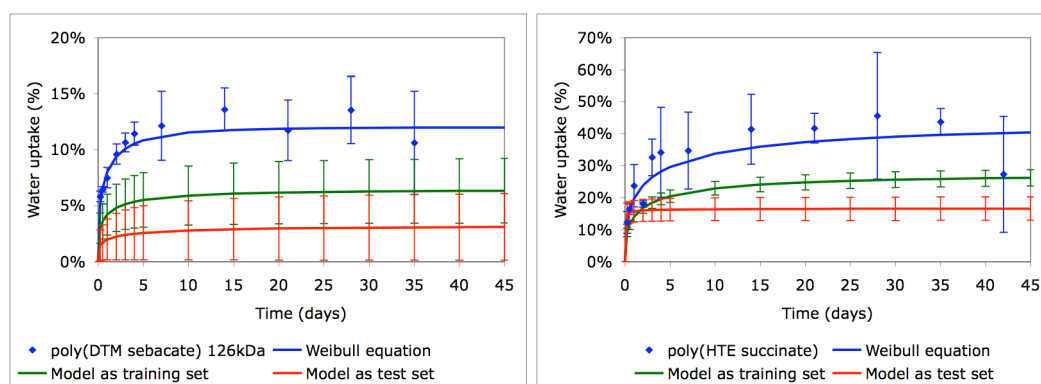 20%
15%
10%
5%
0%
Water uptake (%)
0 5 10 15 20 25 30 35 40 45
Time (days)
poly(DTM sebacate) 126kDa Weibull equation
Model as training set Model as test set
70%
60%
50%
40%
30%
20%
10%
0%
Water uptake (%)
0 5 10 15 20 25 30 35 40 45
Time (days)
poly(HTE succinate) Weibull equation
Model as training set Model as test set